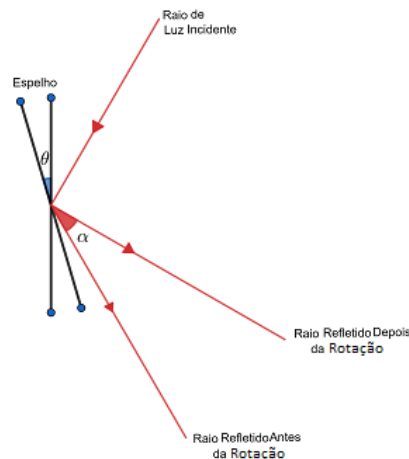 Raio de
Luz Incidente
Espelho
θ
α
Raio Refletido Depois
da Rotação
Raio Refletido Antes
da Rotação